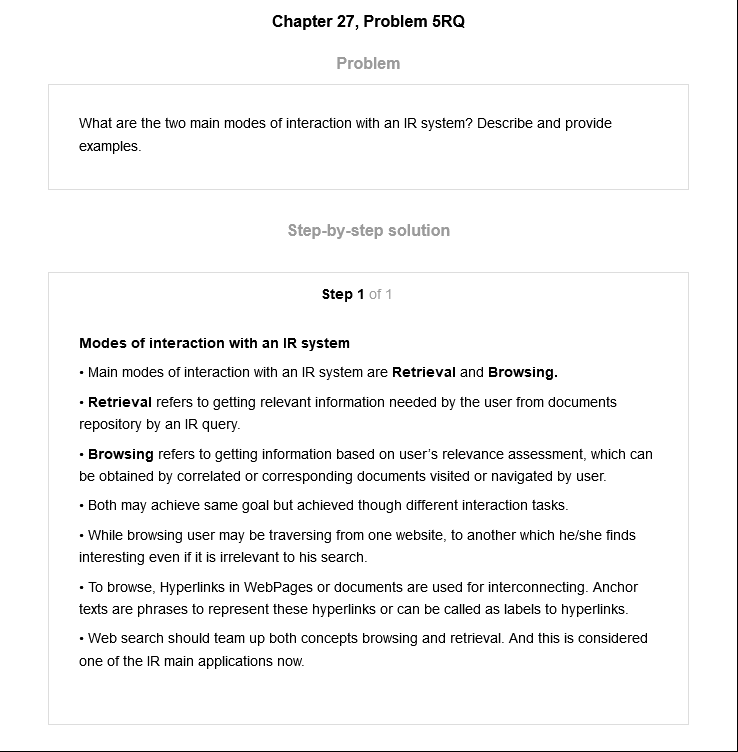 Chapter 27, Problem 5RQ
Problem
What are the two main modes of interaction with an IR system? Describe and provide
examples.
Step-by-step solution
Step 1 of 1
Modes of interaction with an IR system
• Main modes of interaction with an IR system are Retrieval and Browsing.
• Retrieval refers to getting relevant information needed by the user from documents
repository by an IR query.
• Browsing refers to getting information based on user's relevance assessment, which can
be obtained by correlated or corresponding documents visited or navigated by user.
• Both may achieve same goal but achieved though different interaction tasks.
• While browsing user may be traversing from one website, to another which he/she finds
interesting even if it is irrelevant to his search.
• To browse, Hyperlinks in WebPages or documents are used for interconnecting. Anchor
texts are phrases to represent these hyperlinks or can be called as labels to hyperlinks.
• Web search should team up both concepts browsing and retrieval. And this is considered
one of the IR main applications now.